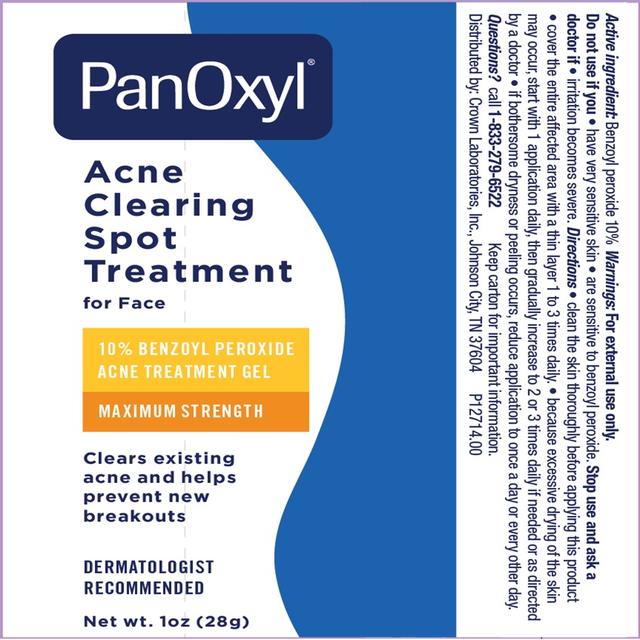 PanOxyl®
Acne
Clearing
Spot
Treatment
for Face
10% BENZOYL PEROXIDE
ACNE TREATMENT GEL
MAXIMUM STRENGTH
Clears existing
acne and helps
prevent new
breakouts
DERMATOLOGIST
RECOMMENDED
Net wt. 1oz (28g)
Active ingredient: Benzoyl peroxide 10% Warnings: For external use only.
Do not use if you • have very sensitive skin • are sensitive to benzoyl peroxide. Stop use and ask a
doctor if • irritation becomes severe. Directions • clean the skin thoroughly before applying this product
• cover the entire affected area with a thin layer 1 to 3 times daily. • because excessive drying of the skin
may occur, start with 1 application daily, then gradually increase to 2 or 3 times daily if needed or as directed
by a doctor • if bothersome dryness or peeling occurs, reduce application to once a day or every other day.
Questions? call 1-833-279-6522 Keep carton for important information.
Distributed by: Crown Laboratories, Inc., Johnson City, TN 37604 P12714.00